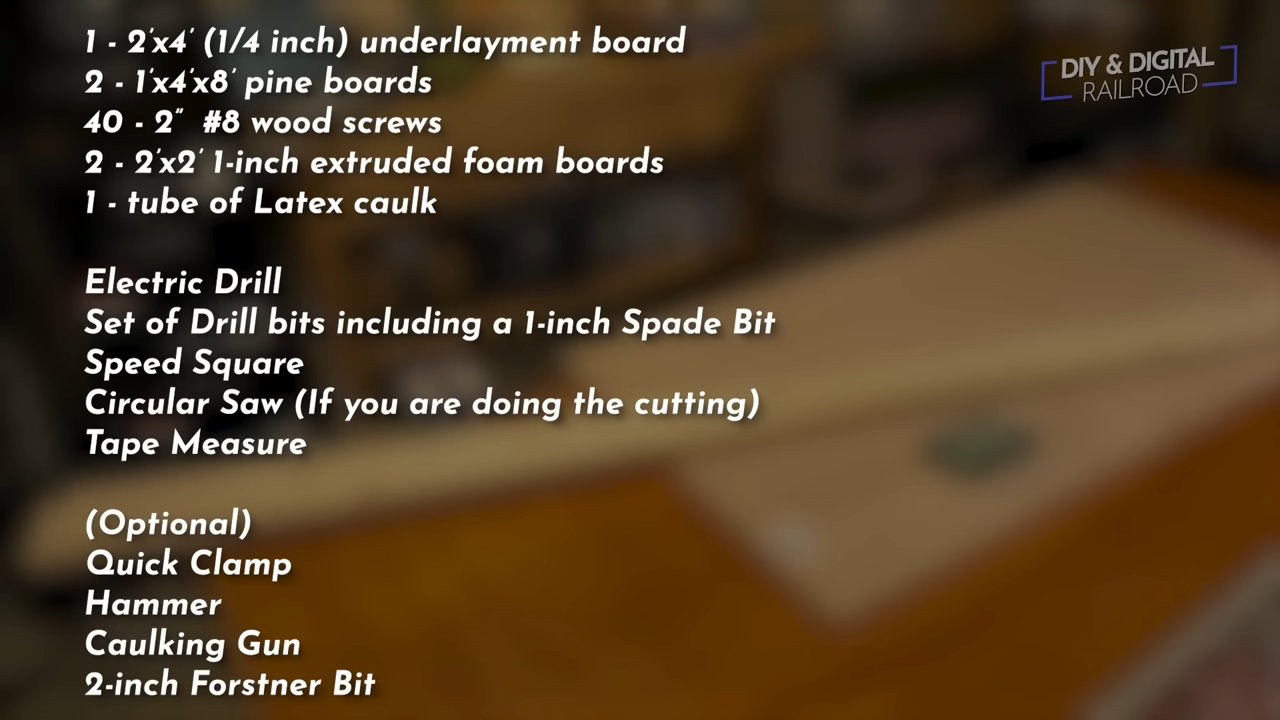 1 - 2'x4' (1/4 inch) underlayment board
2 - 1'x4'x8' pine boards
40 - 2" #8 wood screws
2 - 2'x2' 1-inch extruded foam boards
1 - tube of Latex caulk
Electric Drill
Set of Drill bits including a 1-inch Spade Bit
Speed Square
Circular Saw (If you are doing the cutting)
Tape Measure
(Optional)
Quick Clamp
Hammer
Caulking Gun
2-inch Forstner Bit
DIY & DIGITAL
RAILROAD